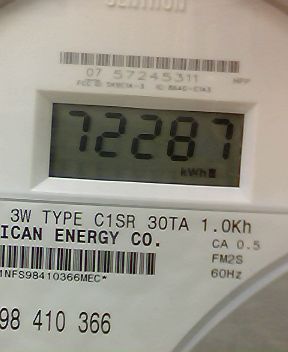 CENTRON
07 57245311
72287
kWh
3W TYPE C1SR 30TA 1.0Kh
ICAN ENERGY CO.
CA 0.5
FM2S
60Hz
1NFS98410366MEC*
98 410 366